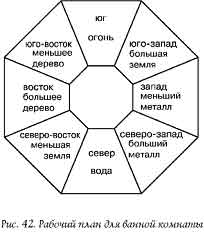 юг
огонь
юго-восток
меньшее
дерево
юго-запад
большая
земля
восток
большее
дерево
запад
меньший
металл
северо-восток
меньшая
земля
северо-запад
больший
металл
север
вода
Рис. 42. Рабочий план для ванной комнаты